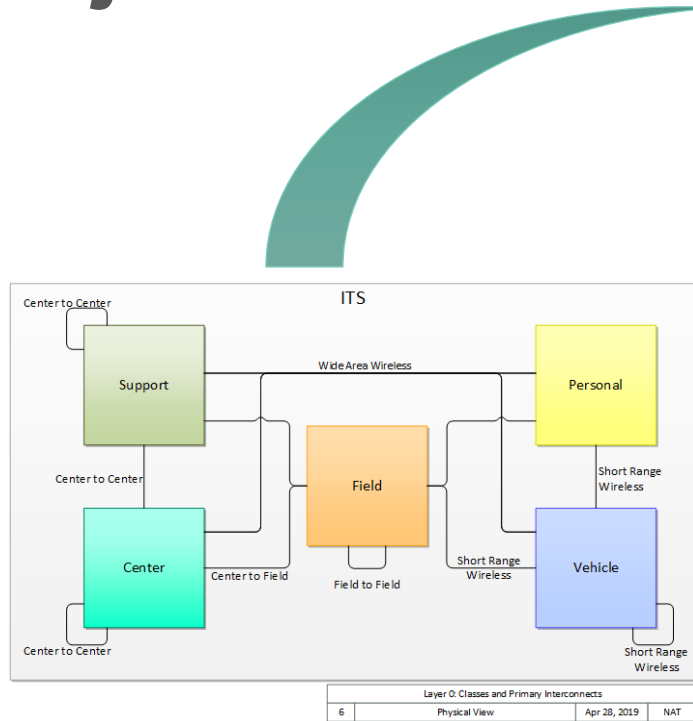 ITS
Center to Center
Support
Wide Area Wireless
Personal
Center to Center
Field
Short Range
Wireless
Center
Center to Field
Field to Field
Short Range
Wireless
Vehicle
Center to Center
Short Range
Wireless
Layer 0: Classes and Primary Interconnects
6 Physical View Apr 28, 2019 NAT